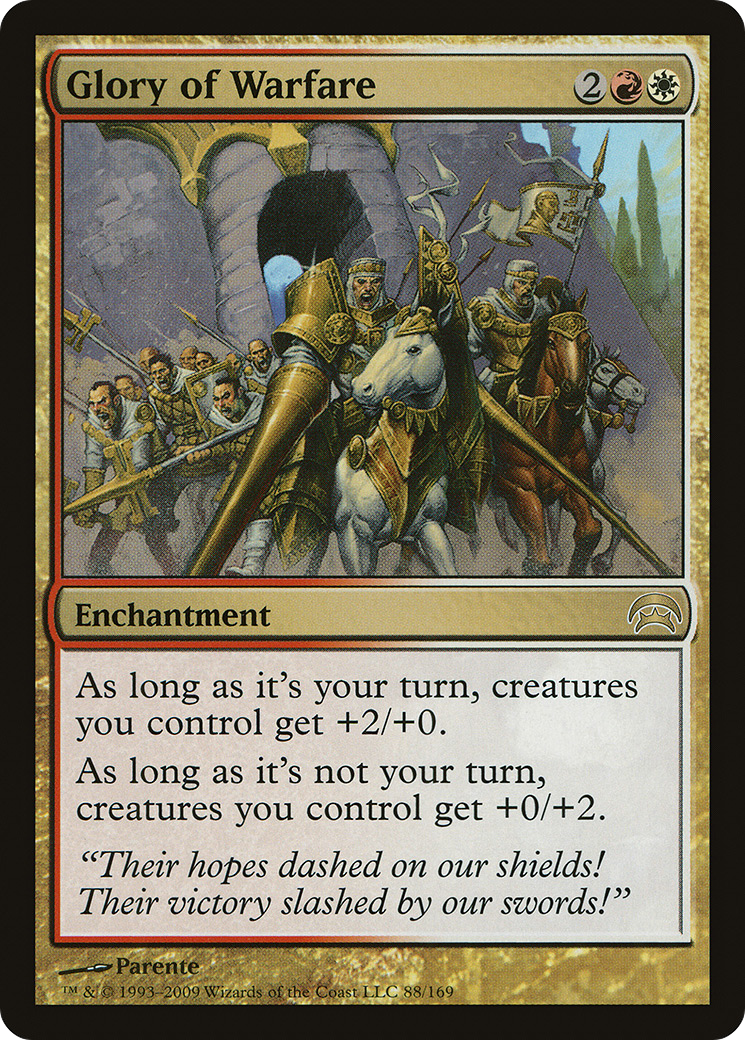 Glory of Warfare 2
Enchantment
As long as it's your turn, creatures
you control get +2/+0.
As long as it's not your turn,
creatures you control get +0/+2.
“Their hopes dashed on our shields!
Their victory slashed by our swords!”
Parente
™ & © 1993–2009 Wizards of the Coast LLC 88/169